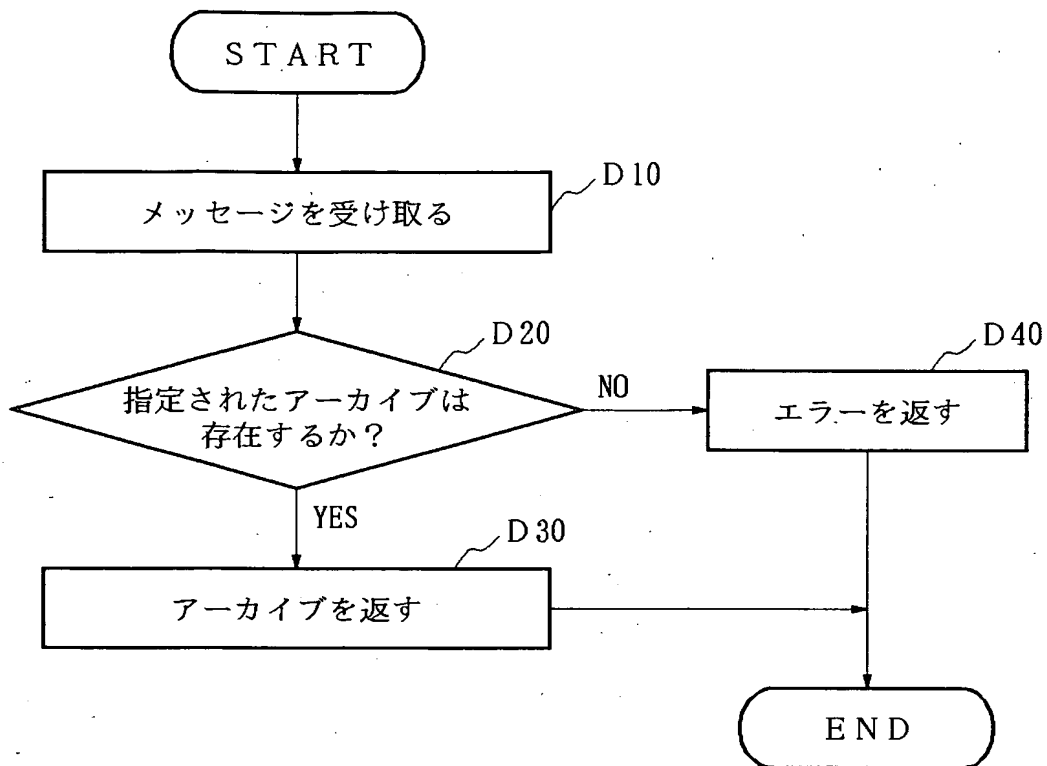 START
D10
メッセージを受け取る
D20
指定されたアーカイブは
存在するか？
NO
D40
エラーを返す
YES
D30
アーカイブを返す
END